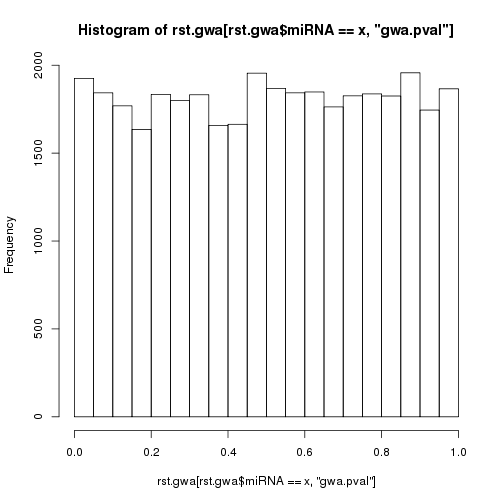 Histogram of rst.gwa[rst.gwa$miRNA == x, "gwa.pval"]
Frequency
2000
1500
1000
500
0
0.0 0.2 0.4 0.6 0.8 1.0
rst.gwa[rst.gwa$miRNA == x, "gwa.pval"]